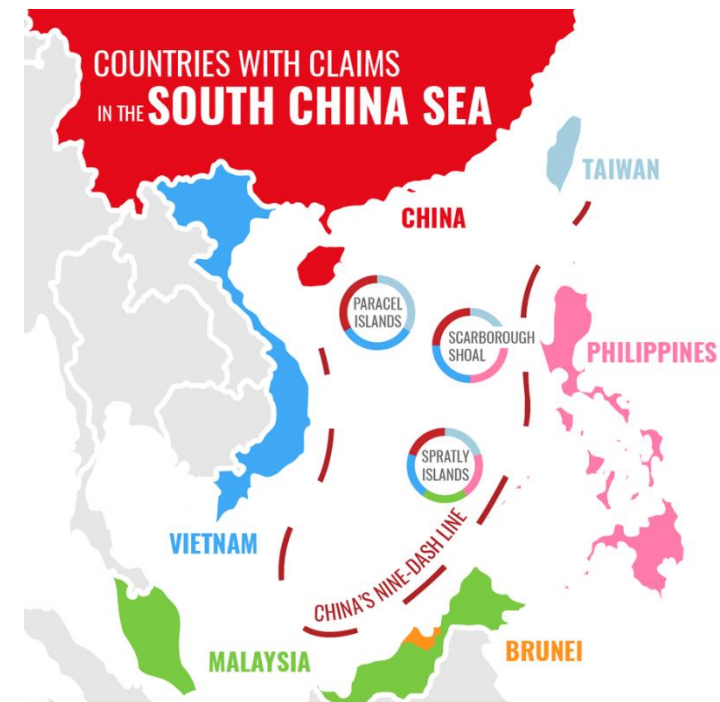 COUNTRIES WITH CLAIMS
IN THE SOUTH CHINA SEA
TAIWAN
CHINA
PARACEL
ISLANDS
SCARBOROUGH
SHOAL
PHILIPPINES
SPRATLY
ISLANDS
VIETNAM
CHINA'S NINE-DASH LINE
MALAYSIA
BRUNEI